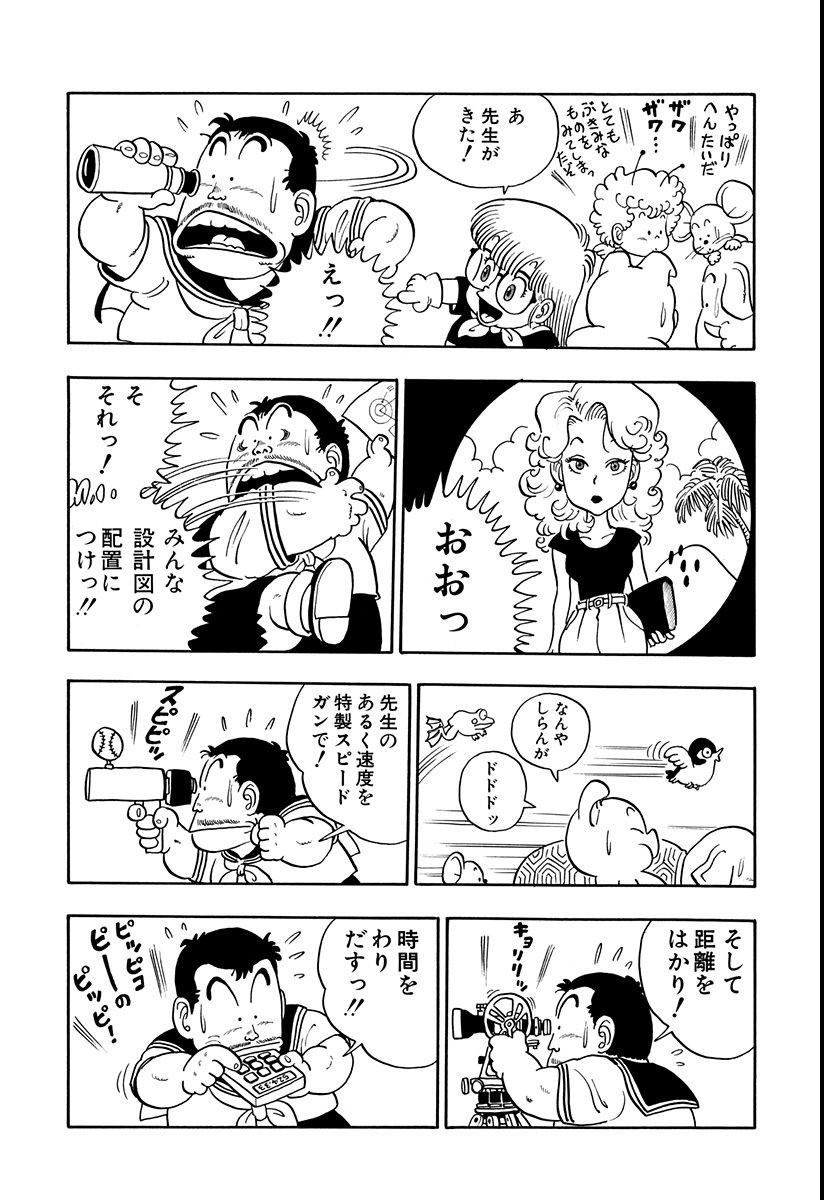 やっぱり
へんたいだ
ザワ
ザワ…
とても
ぶきみな
ものを
みてしまっ
たぞ
あ
先生が
きた！
えっ!!
おおっ
そ
それっ！
みんな
設計図の
配置に
つけっ!!
なんや
しらんが
ドドドッ
先生の
あるく速度を
特製スピード
ガンで！
スピピッ
そして
距離を
はかり！
キョリリッ
時間を
わり
だすっ!!
ピッピコ
ピーの
ピッピ！